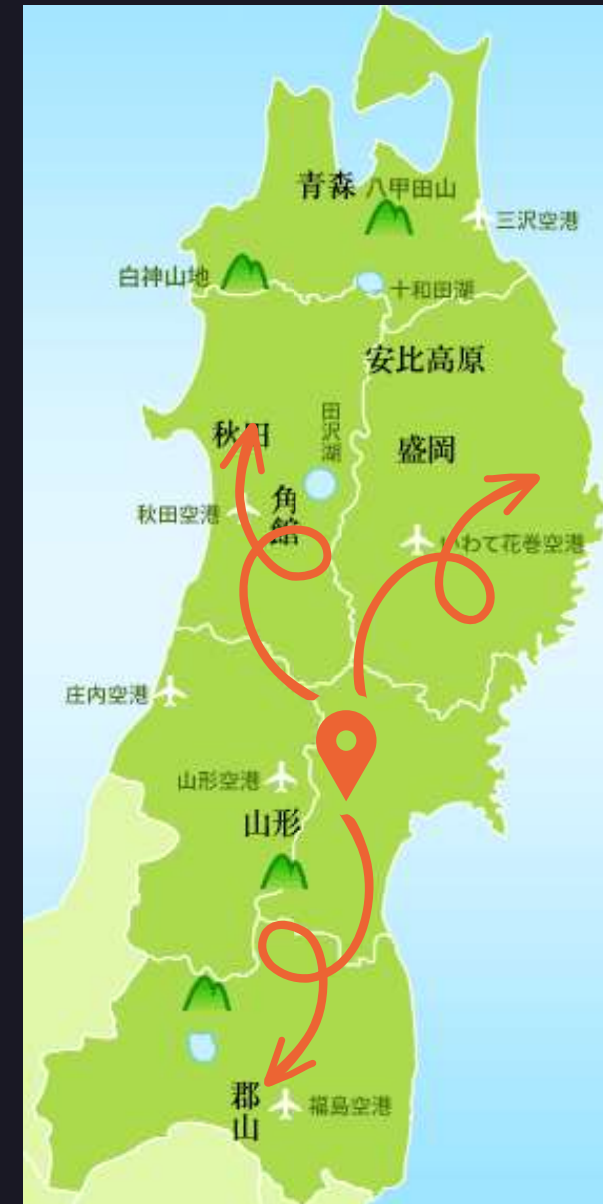 青森
八甲田山
三沢空港
白神山地
十和田湖
安比高原
田沢湖
秋田
盛岡
角館
秋田空港
いわて花巻空港
庄内空港
山形空港
山形
郡山
福島空港